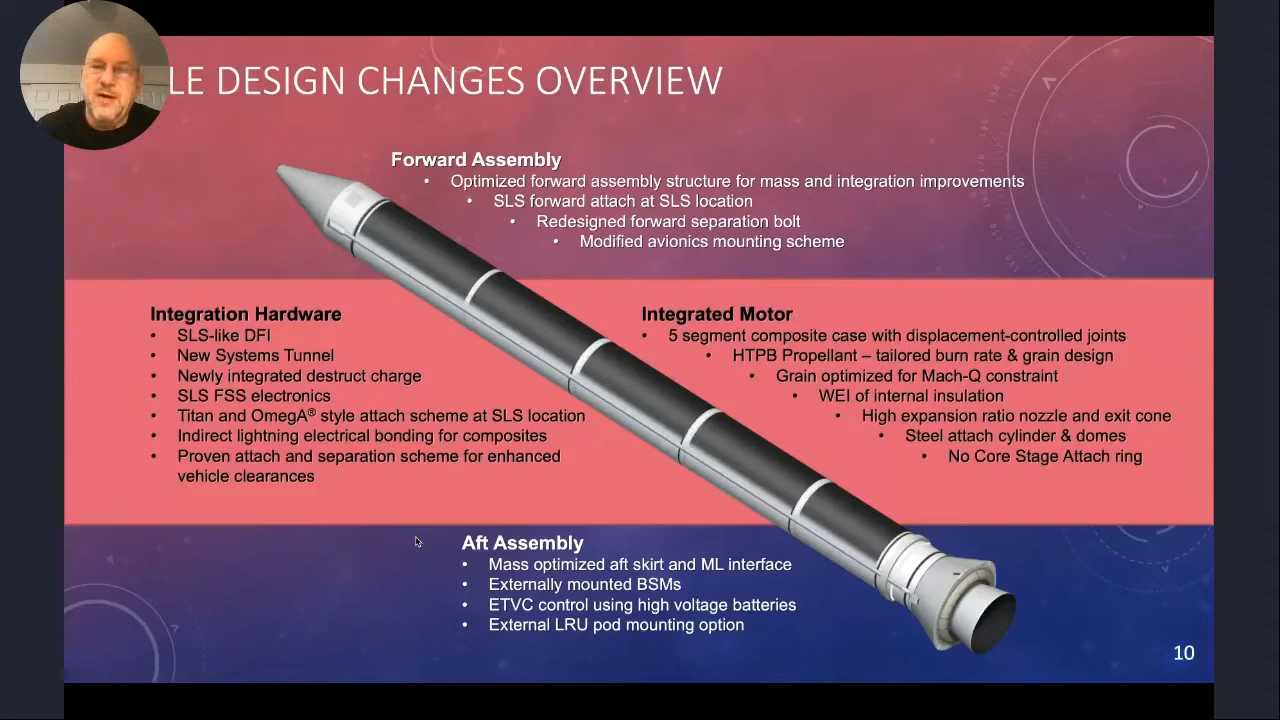 LE DESIGN CHANGES OVERVIEW
Forward Assembly
• Optimized forward assembly structure for mass and integration improvements
• SLS forward attach at SLS location
• Redesigned forward separation bolt
• Modified avionics mounting scheme
Integration Hardware
• SLS-like DFI
• New Systems Tunnel
• Newly integrated destruct charge
• SLS FSS electronics
• Titan and OmegA® style attach scheme at SLS location
• Indirect lightning electrical bonding for composites
• Proven attach and separation scheme for enhanced
vehicle clearances
Integrated Motor
• 5 segment composite case with displacement-controlled joints
• HTPB Propellant – tailored burn rate & grain design
• Grain optimized for Mach-Q constraint
• WEI of internal insulation
• High expansion ratio nozzle and exit cone
• Steel attach cylinder & domes
• No Core Stage Attach ring
Aft Assembly
• Mass optimized aft skirt and ML interface
• Externally mounted BSMs
• ETVC control using high voltage batteries
• External LRU pod mounting option
10